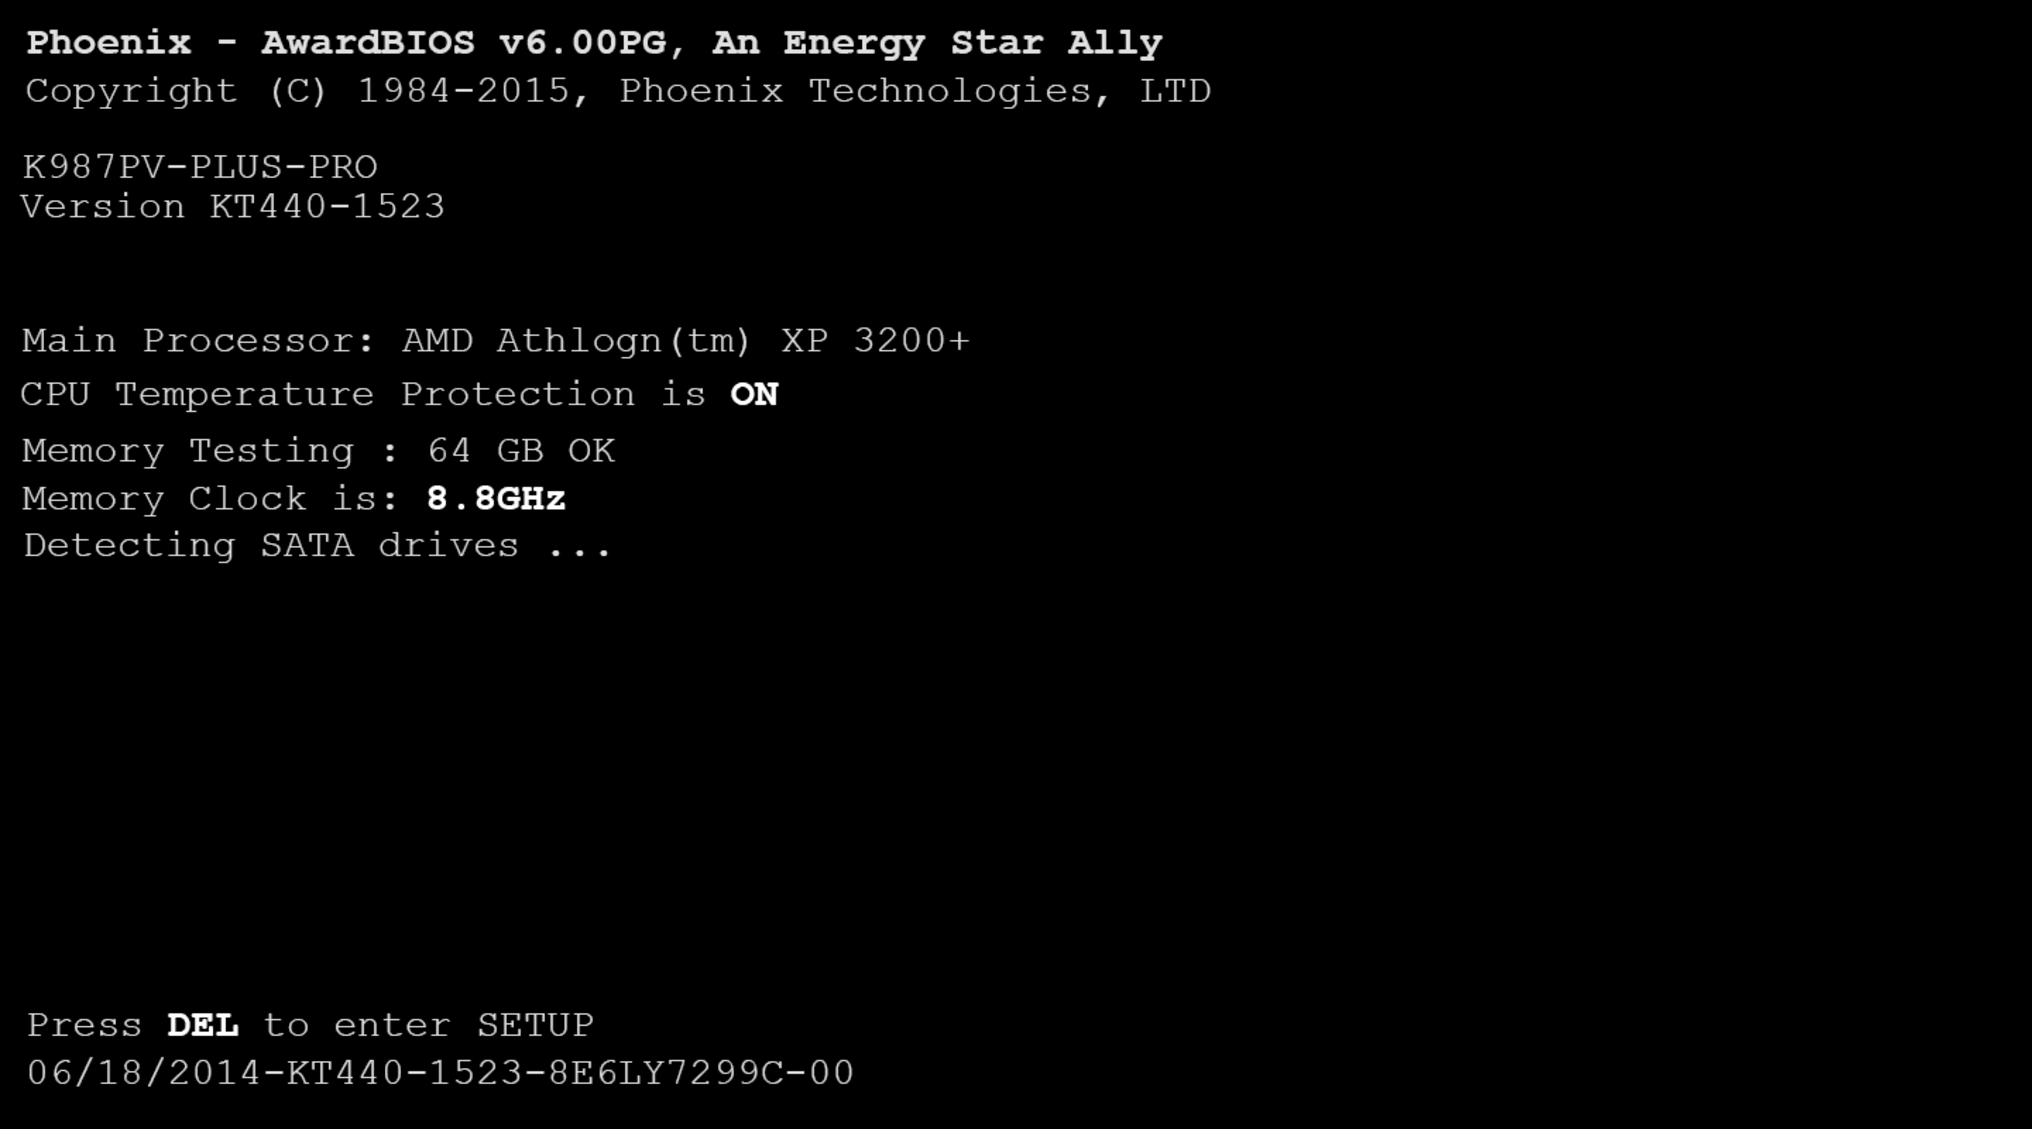 Phoenix - AwardBIOS v6.00PG, An Energy Star Ally
Copyright (C) 1984-2015, Phoenix Technologies, LTD
K987PV-PLUS-PRO
Version KT440-1523
Main Processor: AMD Athlogn(tm) XP 3200+
CPU Temperature Protection is ON
Memory Testing : 64 GB OK
Memory Clock is: 8.8GHz
Detecting SATA drives ...
Press DEL to enter SETUP
06/18/2014-KT440-1523-8E6LY7299C-00